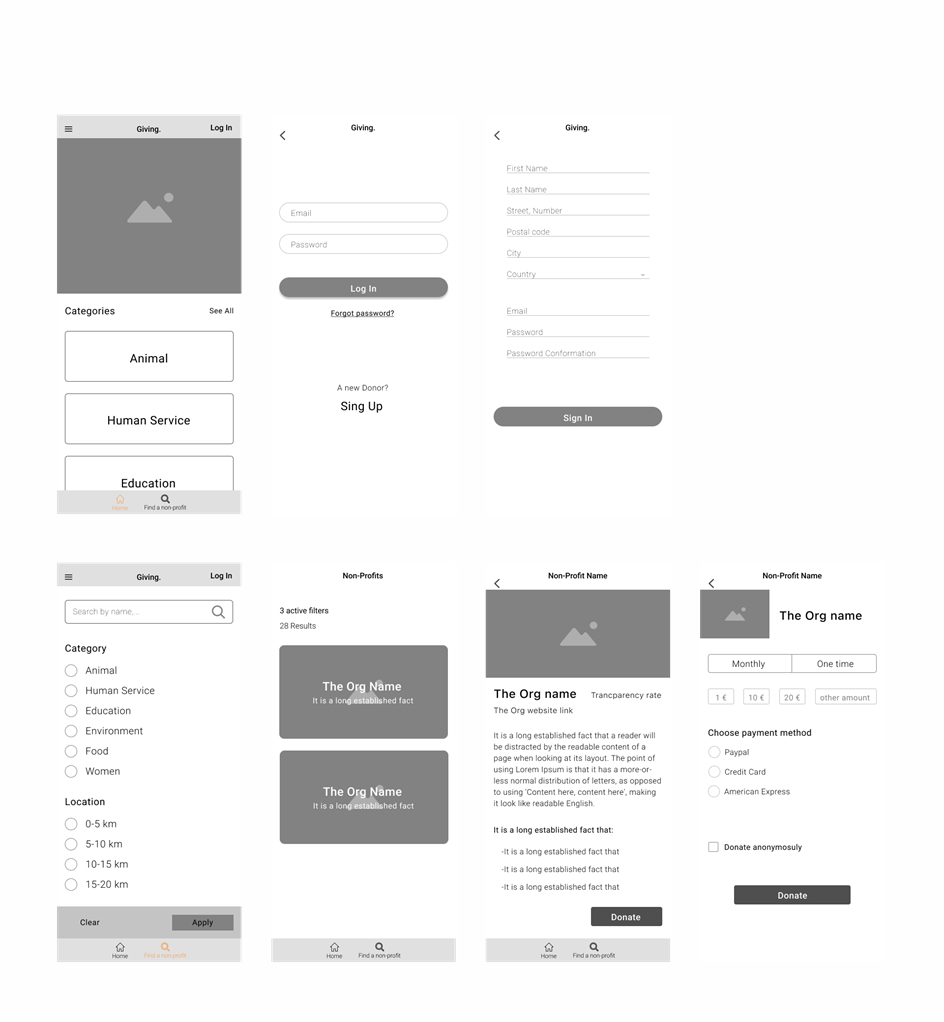 Giving.
Log In
Categories
See All
Animal
Human Service
Education
Home
Find a non-profit
Giving.
Email
Password
Log In
Forgot password?
A new Donor?
Sing Up
Giving.
First Name
Last Name
Street, Number
Postal code
City
Country
Email
Password
Password Conformation
Sign In
Giving.
Log In
Search by name,...
Category
Animal
Human Service
Education
Environment
Food
Women
Location
0-5 km
5-10 km
10-15 km
15-20 km
Clear
Apply
Home
Find a non-profit
Non-Profits
3 active filters
28 Results
The Org Name
It is a long established fact
The Org Name
It is a long established fact
Home
Find a non-profit
Non-Profit Name
The Org name
Trancparency rate
The Org website link
It is a long established fact that a reader will
be distracted by the readable content of a
page when looking at its layout. The point of
using Lorem Ipsum is that it has a more-or-
less normal distribution of letters, as opposed
to using 'Content here, content here', making
it look like readable English.
It is a long established fact that:
-It is a long established fact that
-It is a long established fact that
-It is a long established fact that
Donate
Home
Find a non-profit
Non-Profit Name
The Org name
Monthly
One time
1 €
10 €
20 €
other amount
Choose payment method
Paypal
Credit Card
American Express
Donate anonymosuly
Donate